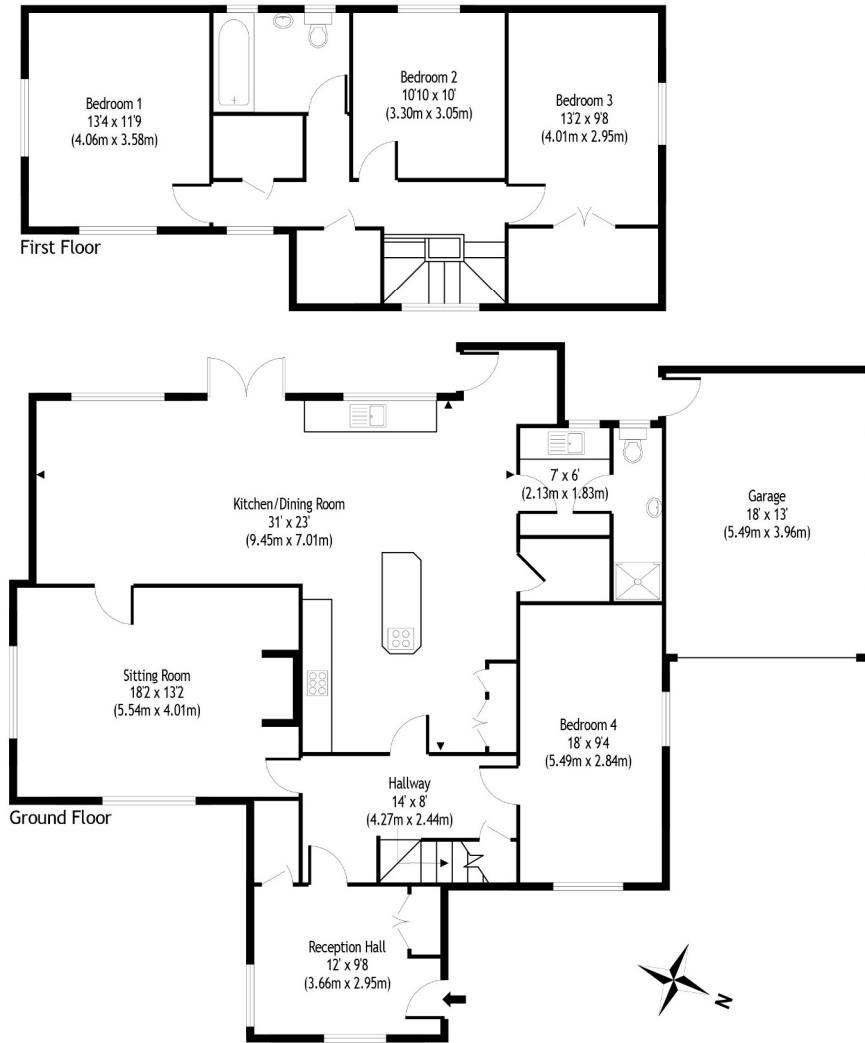 Bedroom 1
13'4 x 11'9
(4.06m x 3.58m)
Bedroom 2
10'10 x 10'
(3.30m x 3.05m)
Bedroom 3
13'2 x 9'8
(4.01m x 2.95m)
First Floor
Kitchen/Dining Room
31' x 23'
(9.45m x 7.01m)
7' x 6'
(2.13m x 1.83m)
Garage
18' x 13'
(5.49m x 3.96m)
Sitting Room
18'2 x 13'2
(5.54m x 4.01m)
Bedroom 4
18' x 9'4
(5.49m x 2.84m)
Hallway
14' x 8'
(4.27m x 2.44m)
Ground Floor
Reception Hall
12' x 9'8
(3.66m x 2.95m)
N